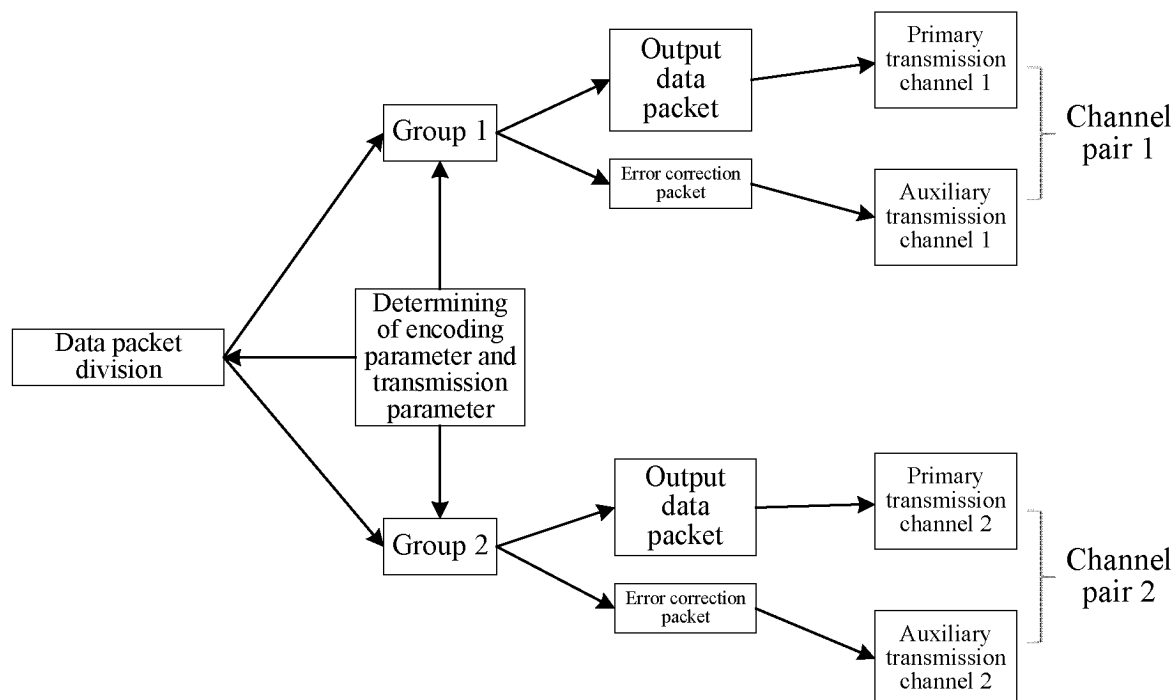 Data packet
division
Determining
of encoding
parameter and
transmission
parameter
Group 1
Output
data
packet
Error correction
packet
Primary
transmission
channel 1
Auxiliary
transmission
channel 1
Channel
pair 1
Group 2
Output
data
packet
Error correction
packet
Primary
transmission
channel 2
Auxiliary
transmission
channel 2
Channel
pair 2